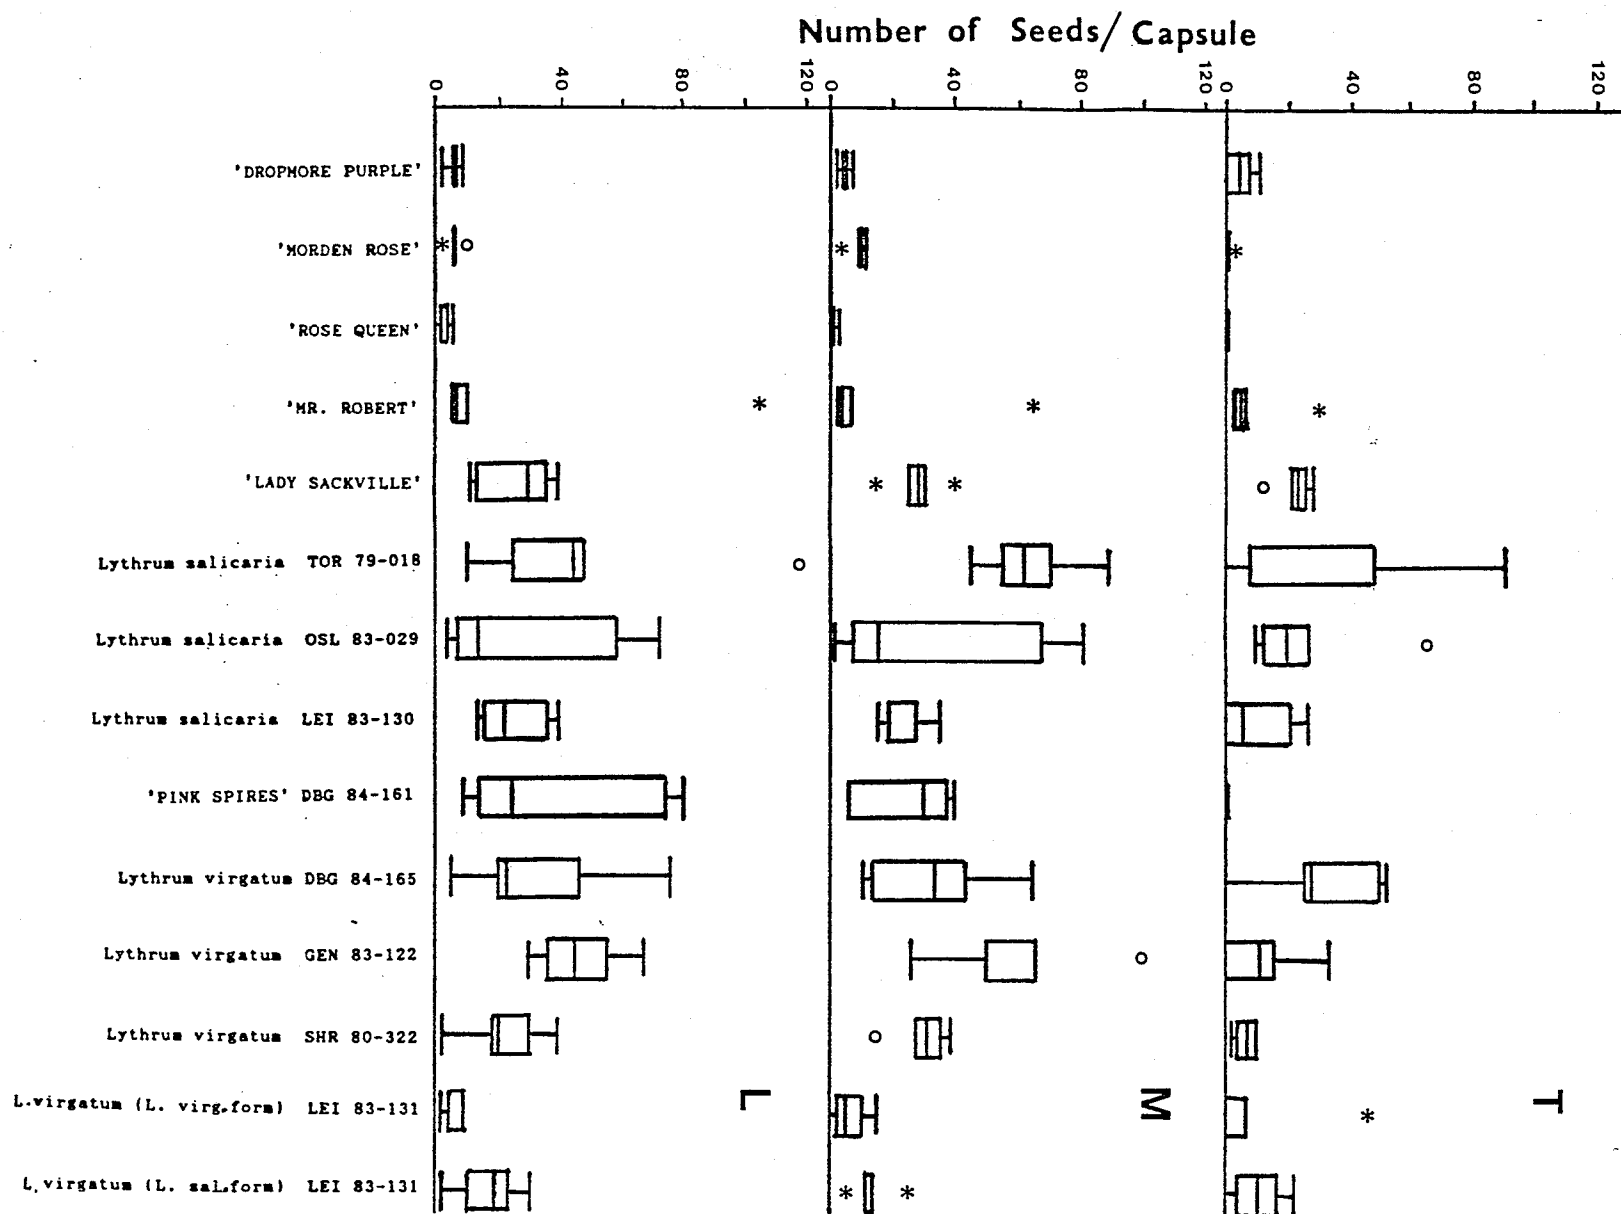 Number of Seeds/Capsule
0 40 80 120 0 40 80 120 0 40 80 120
'DROPMORE PURPLE'
'MORDEN ROSE'
'ROSE QUEEN'
'MR. ROBERT'
'LADY SACKVILLE'
Lythrum salicaria TOR 79-018
Lythrum salicaria OSL 83-029
Lythrum salicaria LEI 83-130
'PINK SPIRES' DBG 84-161
Lythrum virgatum DBG 84-165
Lythrum virgatum GEN 83-122
Lythrum virgatum SHR 80-322
L.virgatum (L. virg.form) LEI 83-131
L M T
L.virgatum (L. sal.form) LEI 83-131